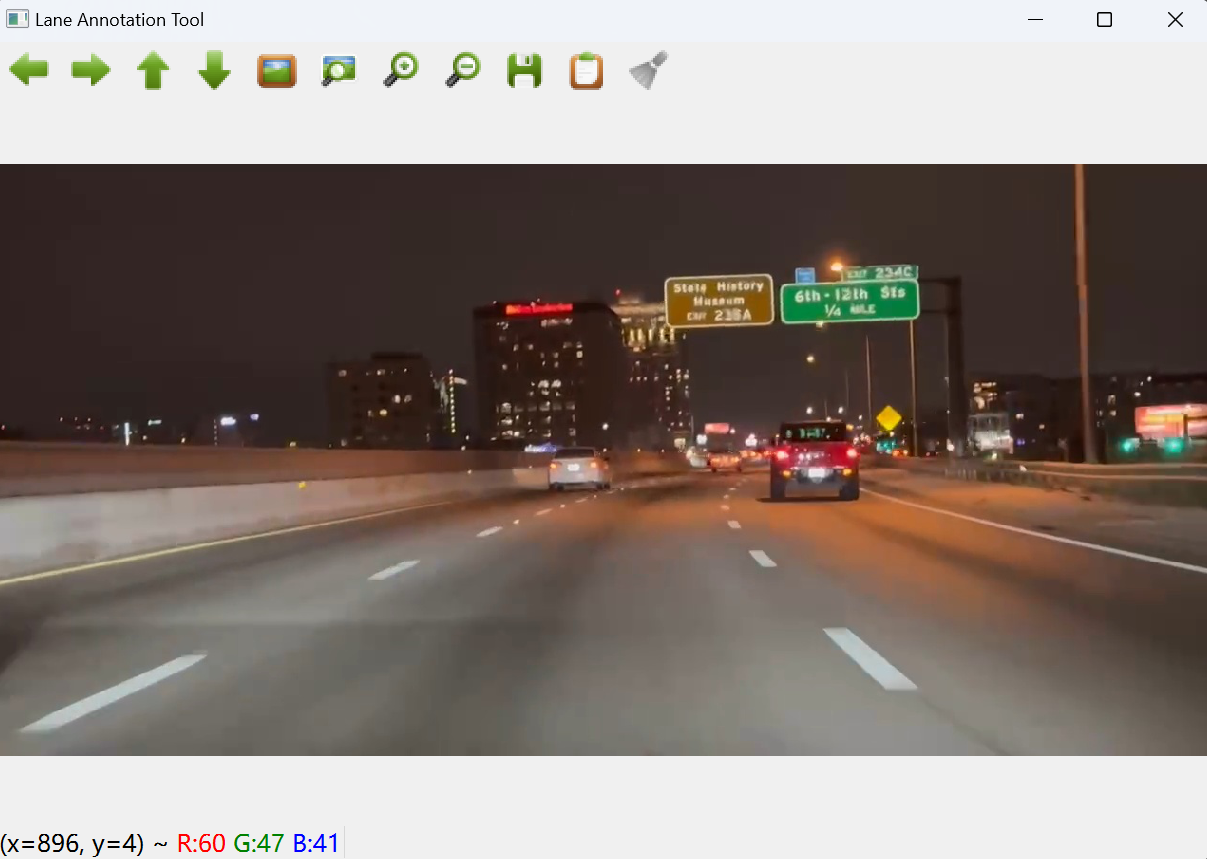 Lane Annotation Tool
State History
Museum
EXIT
EXIT 234C
6th - 12th Sts
1/4 MILE
(x=896, y=4) ~ R:60 G:47 B:41